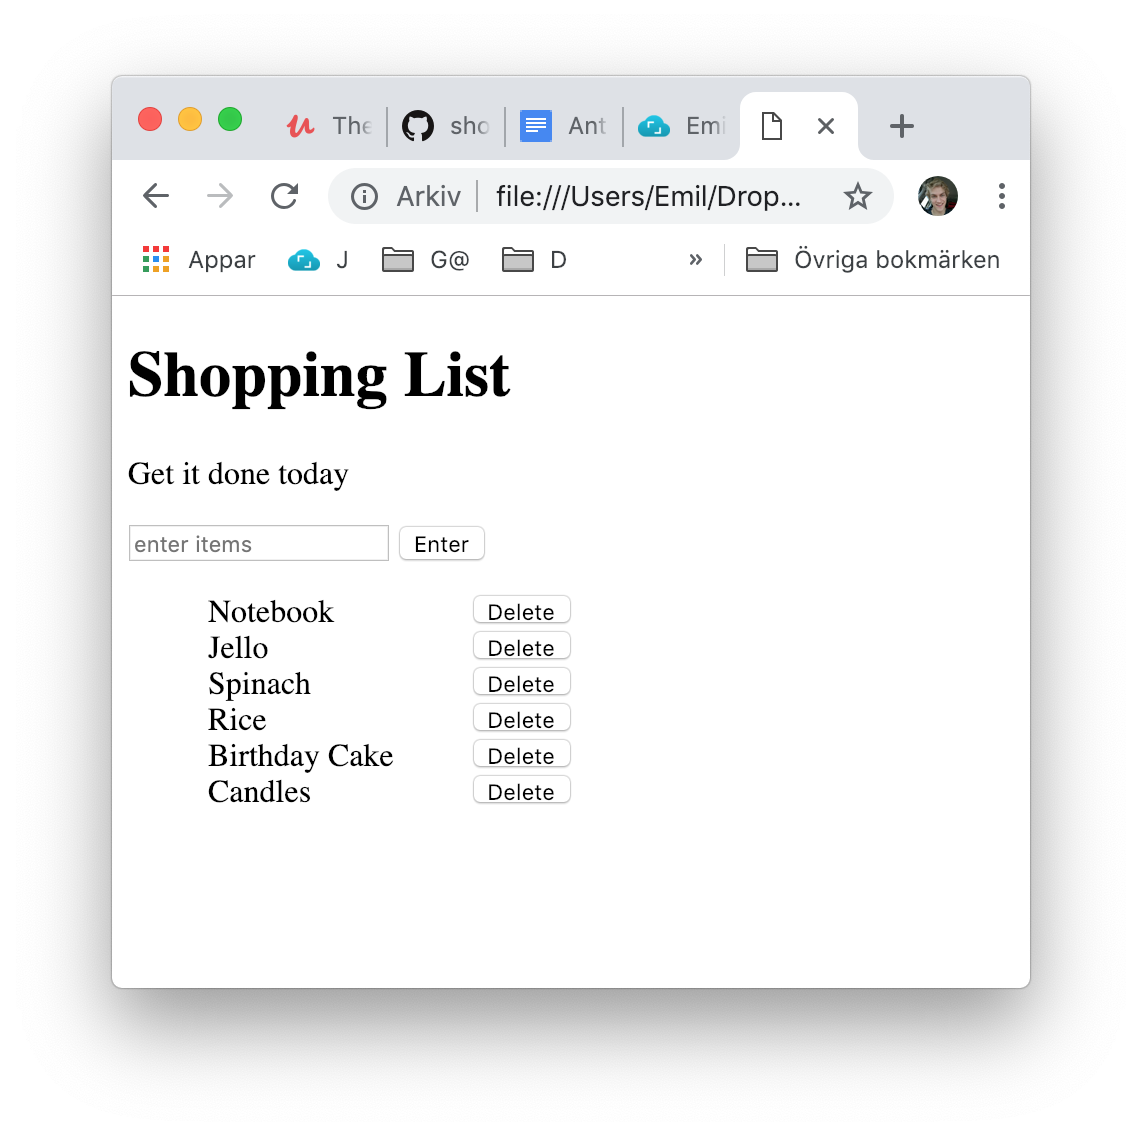 The sho Ant Emi
Arkiv file:///Users/Emil/Drop...
Appar J G@ D » Övriga bokmärken
Shopping List
Get it done today
enter items Enter
Notebook Delete
Jello Delete
Spinach Delete
Rice Delete
Birthday Cake Delete
Candles Delete